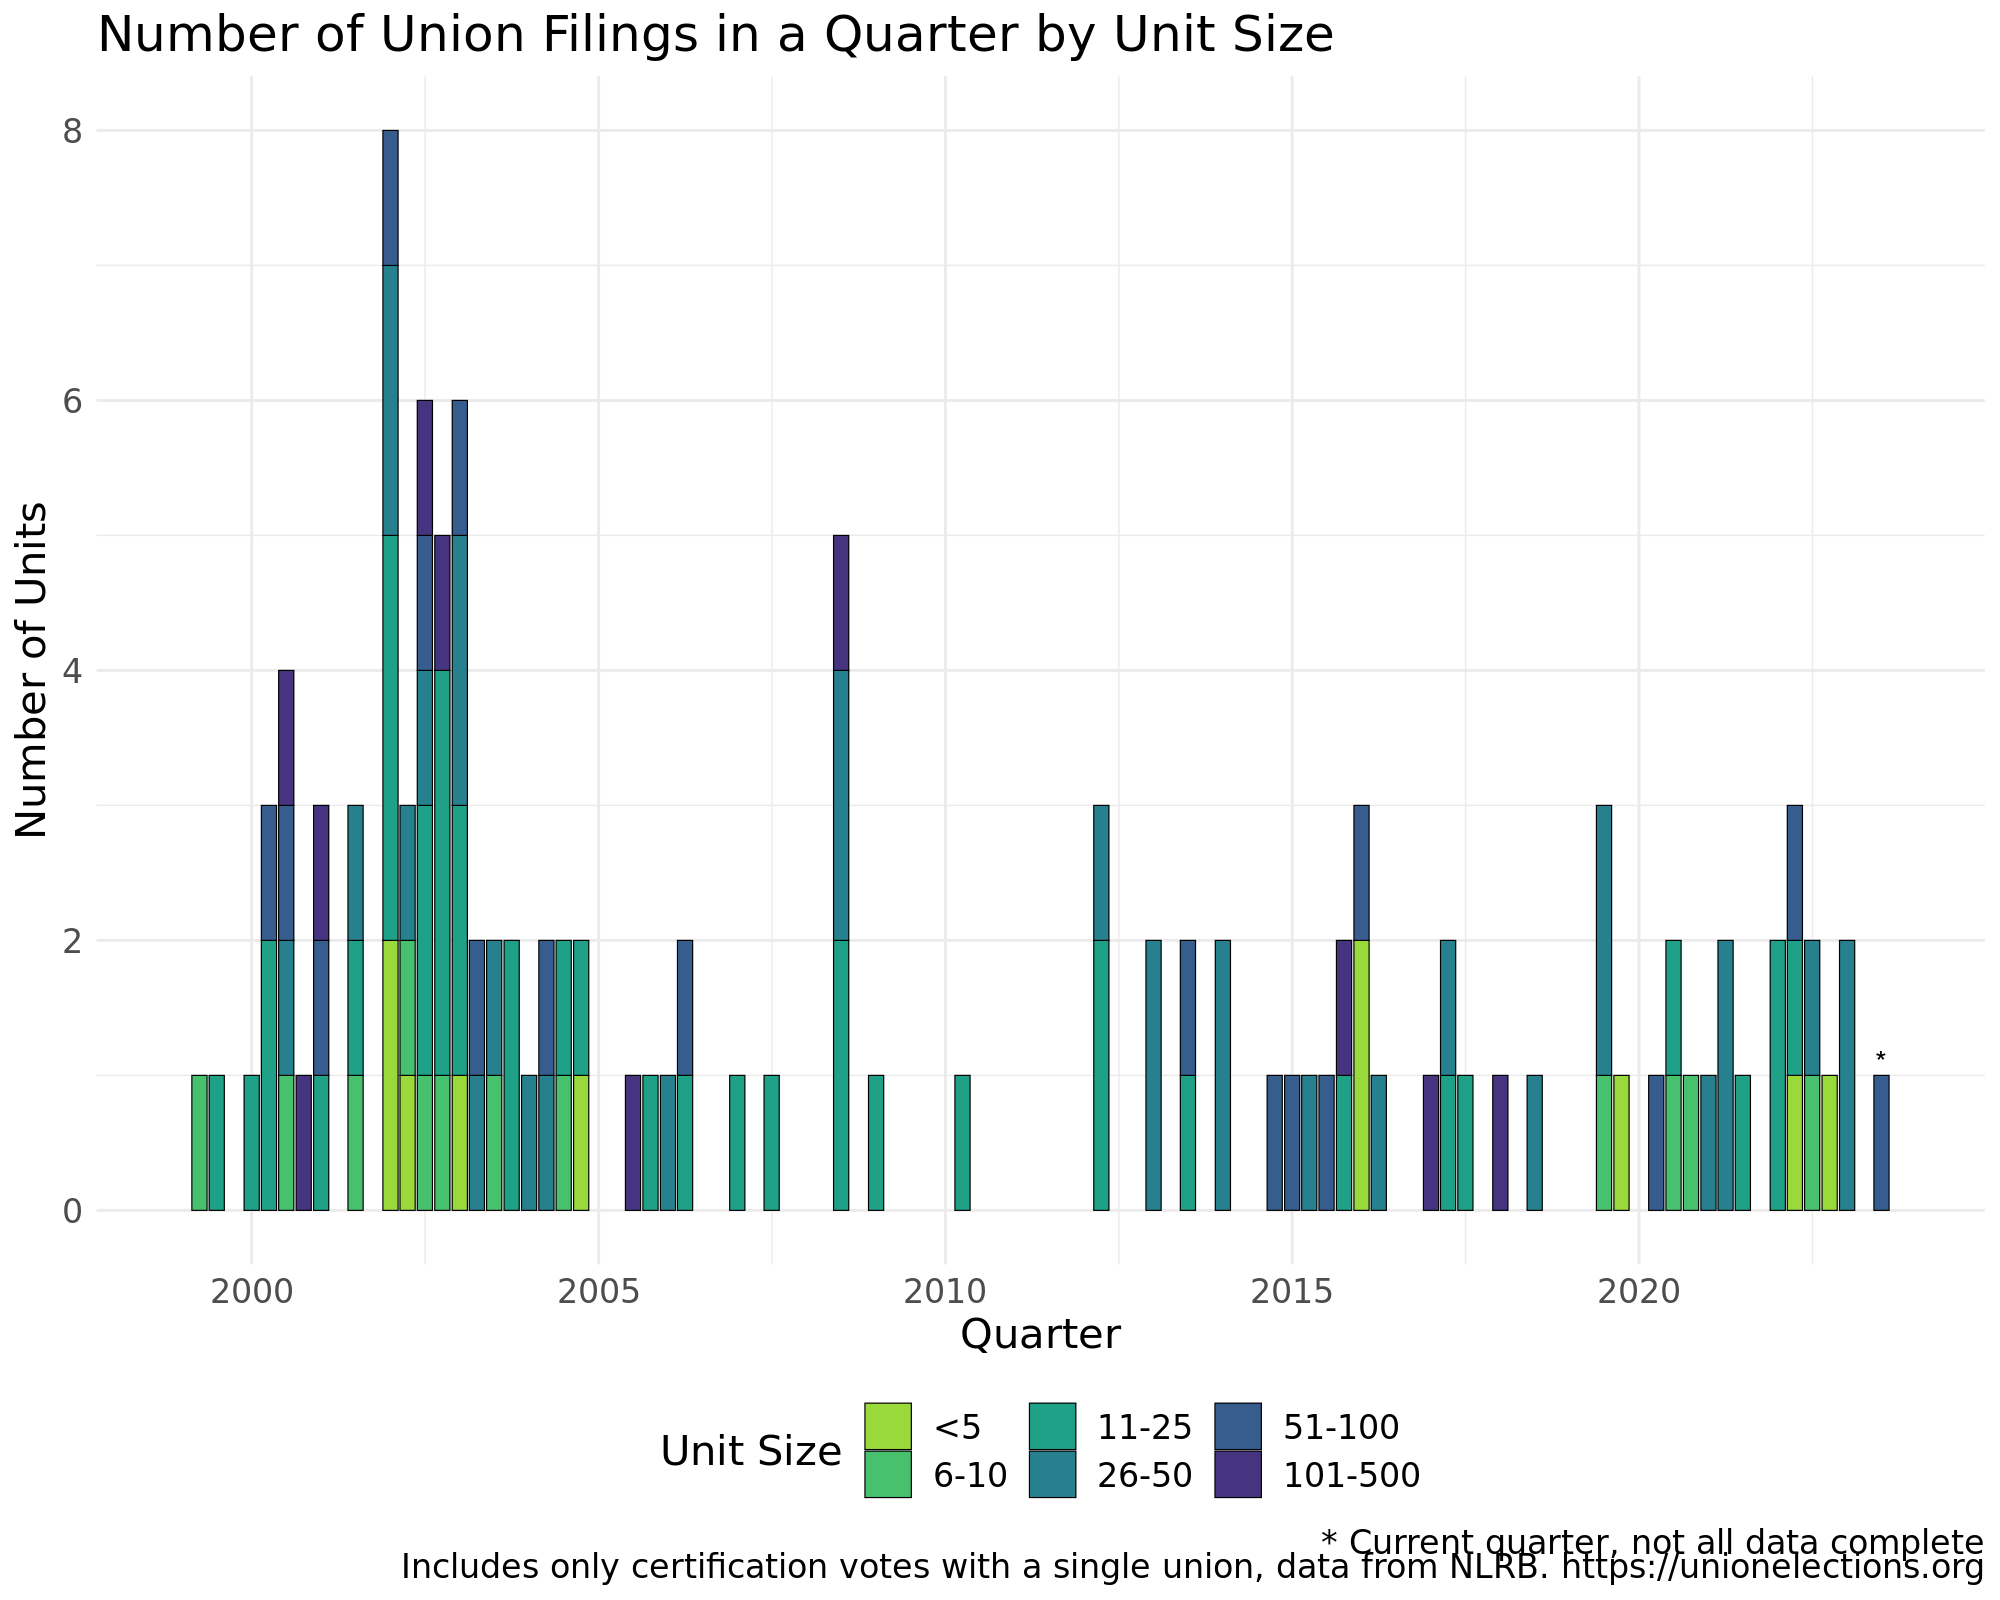 Number of Union Filings in a Quarter by Unit Size
Number of Units
8
6
4
2
0
*
2000 2005 2010 2015 2020
Quarter
Unit Size
<5 11-25 51-100
6-10 26-50 101-500
* Current quarter, not all data complete
Includes only certification votes with a single union, data from NLRB. https://unionelections.org